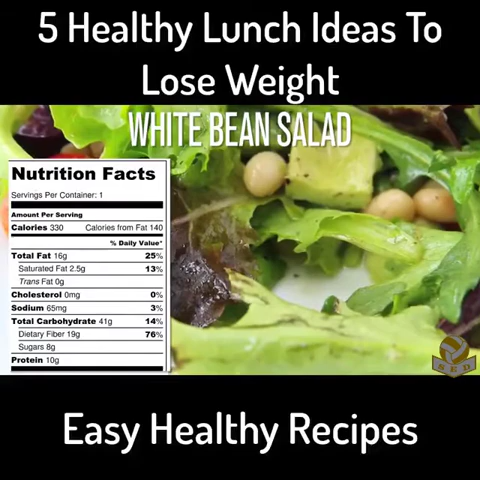 5 Healthy Lunch Ideas To
Lose Weight
WHITE BEAN SALAD
Nutrition Facts
Servings Per Container: 1
Amount Per Serving
Calories 330 Calories from Fat 140
% Daily Value*
Total Fat 16g 25%
Saturated Fat 2.5g 13%
Trans Fat 0g
Cholesterol 0mg 0%
Sodium 65mg 3%
Total Carbohydrate 41g 14%
Dietary Fiber 19g 76%
Sugars 8g
Protein 10g
SED
Easy Healthy Recipes